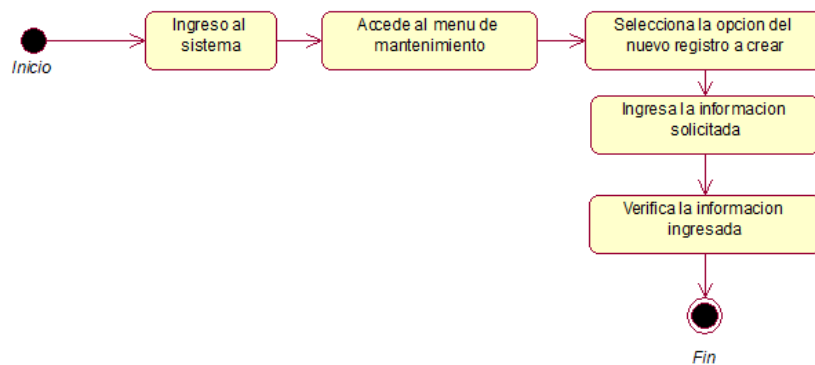 Inicio
Ingreso al
sistema
Accede al menu de
mantenimiento
Selecciona la opcion del
nuevo registro a crear
Ingresa la informacion
solicitada
Verifica la informacion
ingresada
Fin